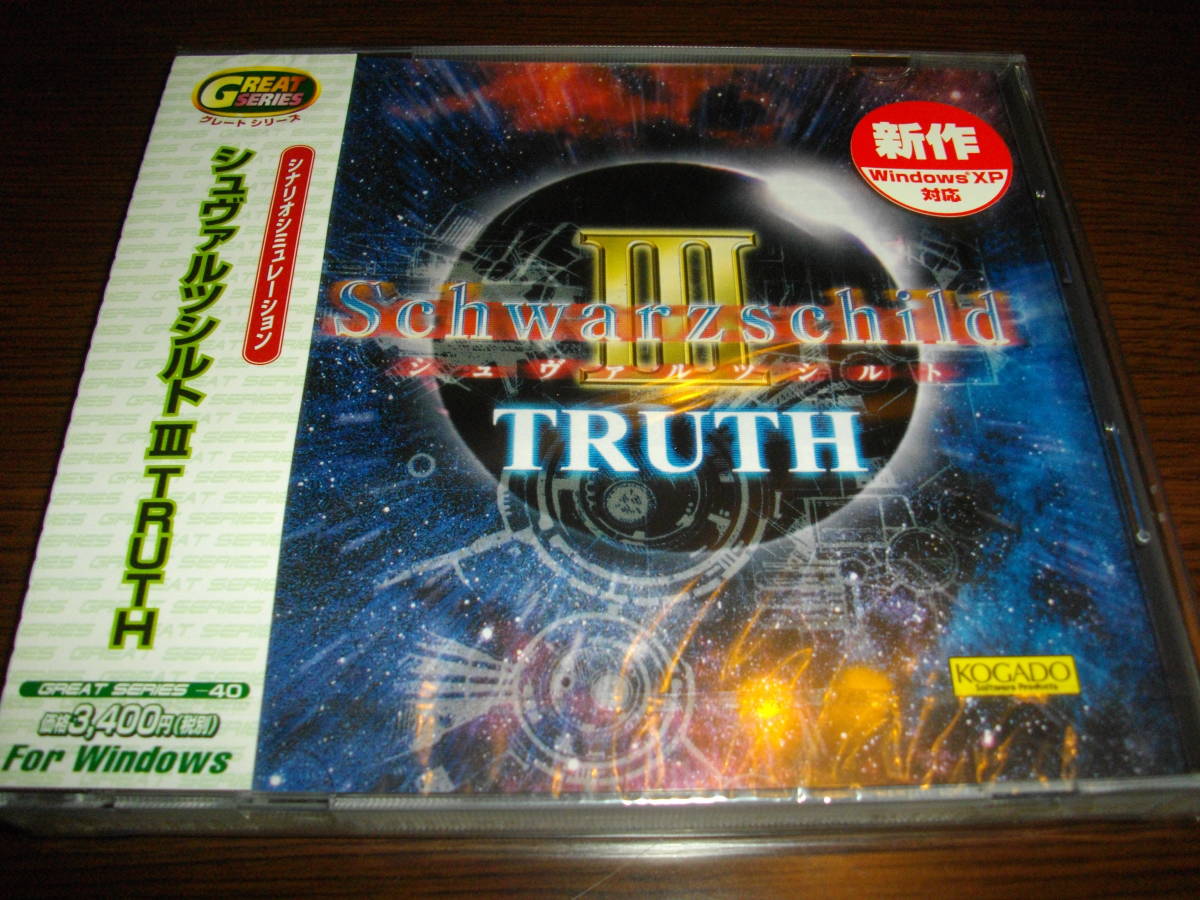 GREAT
SERIES
グレート シリーズ
シナリオシミュレーション
シュヴァルツシルト III TRUTH
GREAT SERIES -40
価格3,400円(税別)
For Windows
新作
Windows® XP
対応
III
Schwarzschild
シュヴァルツシルト
TRUTH
KOGADO
Software Products